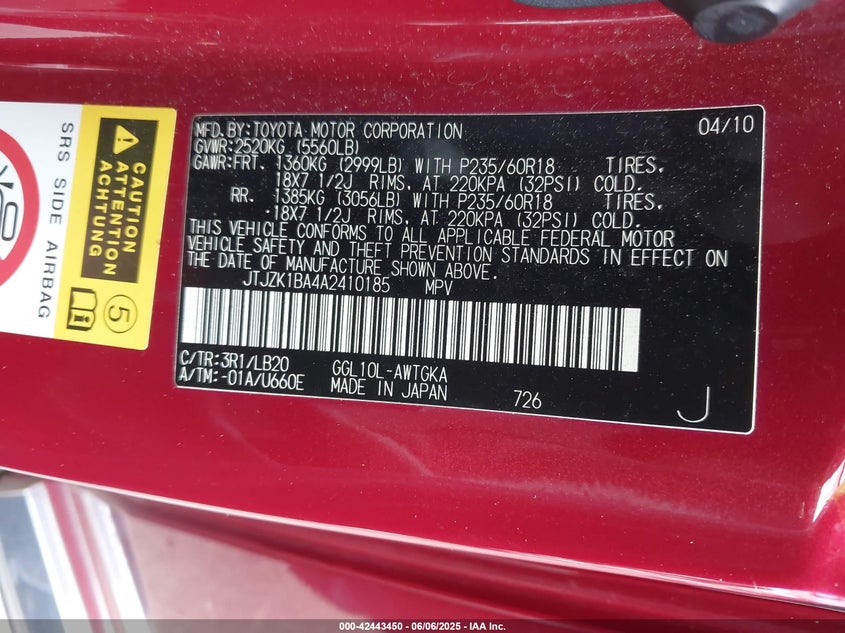 MFD. BY: TOYOTA MOTOR CORPORATION 04/10
GVWR: 2520KG (5560LB)
GAWR: FRT. 1360KG (2999LB) WITH P235/60R18 TIRES.
18X7 1/2J RIMS, AT 220KPA (32PSI) COLD.
RR. 1385KG (3056LB) WITH P235/60R18 TIRES.
18X7 1/2J RIMS, AT 220KPA (32PSI) COLD.
THIS VEHICLE CONFORMS TO ALL APPLICABLE FEDERAL MOTOR
VEHICLE SAFETY AND THEFT PREVENTION STANDARDS IN EFFECT ON
THE DATE OF MANUFACTURE SHOWN ABOVE.
JTJZK1BA4A2410185 MPV
C/TR: 3R1/LB20 GGL10L-AWTGKA
A/TM: -01A/U660E MADE IN JAPAN
726 J
SRS SIDE AIRBAG
CAUTION
ATTENTION
ACHTUNG
5
000-42443450 - 06/06/2025 - IAA Inc.